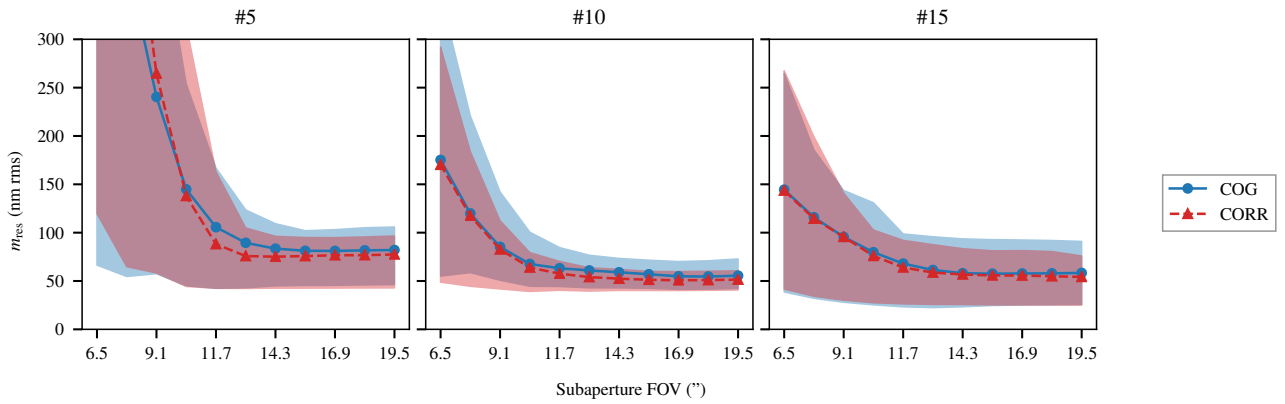 #5 #10 #15
300
250
200
150
100
50
0
m_res (nm rms)
6.5 9.1 11.7 14.3 16.9 19.5 6.5 9.1 11.7 14.3 16.9 19.5 6.5 9.1 11.7 14.3 16.9 19.5
Subaperture FOV (”)
COG
CORR